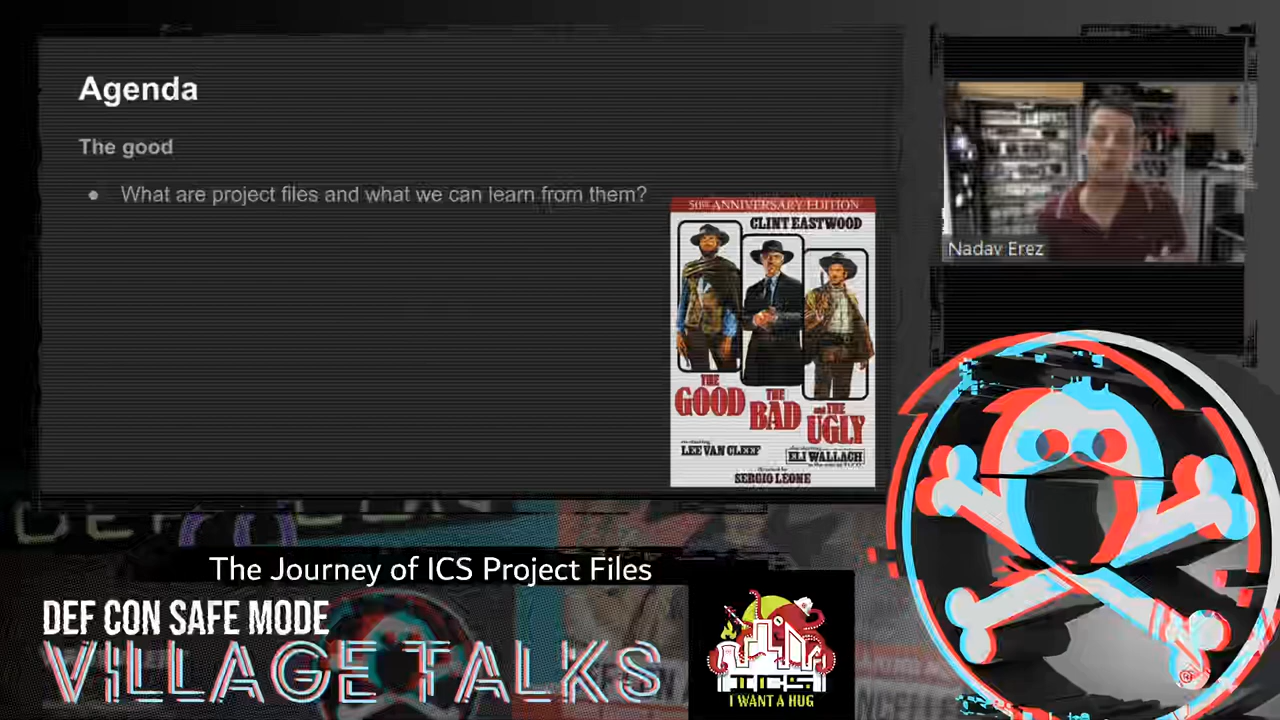 Agenda
The good
• What are project files and what we can learn from them?
50TH ANNIVERSARY EDITION
CLINT EASTWOOD
THE GOOD
THE BAD
and THE UGLY
LEE VAN CLEEF
ELI WALLACH
SERGIO LEONE
Nadav Erez
The Journey of ICS Project Files
DEF CON SAFE MODE
VILLAGE TALKS
ICS
I WANT A HUG